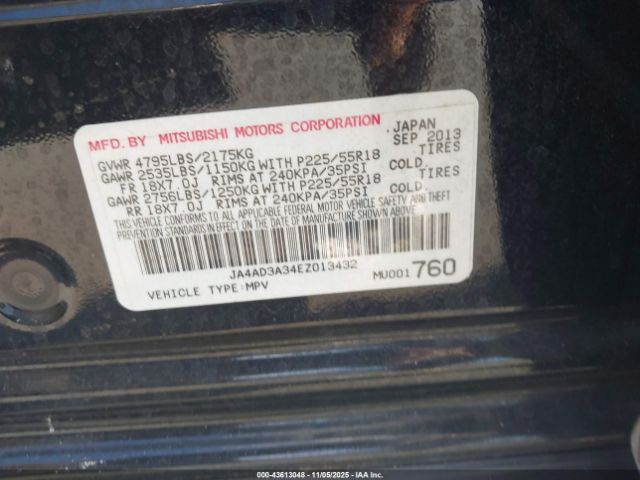 MFD. BY MITSUBISHI MOTORS CORPORATION JAPAN
SEP 2013
GVWR 4795LBS/2175KG
GAWR 2535LBS/1150KG WITH P225/55R18 TIRES
FR 18X7.0J RIMS AT 240KPA/35PSI COLD.
GAWR 2756LBS/1250KG WITH P225/55R18 TIRES
RR 18X7.0J RIMS AT 240KPA/35PSI COLD.
THIS VEHICLE CONFORMS TO ALL APPLICABLE FEDERAL MOTOR VEHICLE SAFETY AND THEFT
PREVENTION STANDARDS IN EFFECT ON THE DATE OF MANUFACTURE SHOWN ABOVE.
JA4AD3A34EZ013432
VEHICLE TYPE:MPV MU001 760
000-43613048 - 11/05/2025 - IAA Inc.